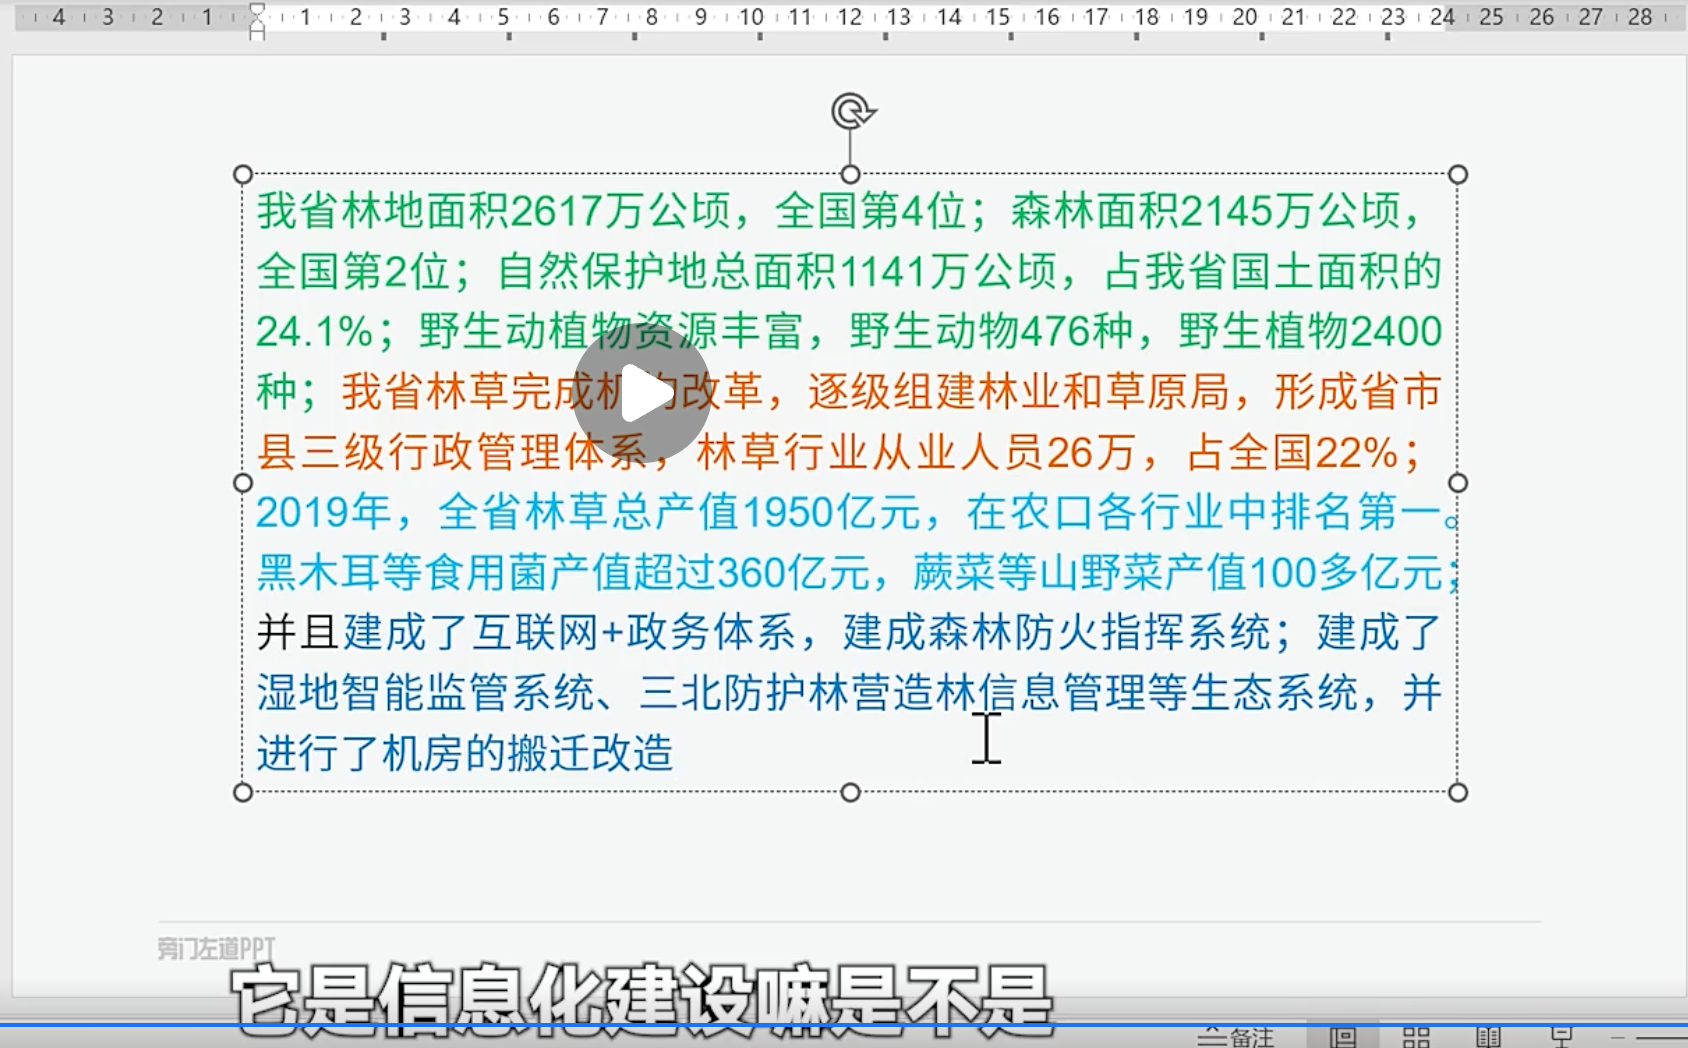 4 3 2 1 1 2 3 4 5 6 7 8 9 10 11 12 13 14 15 16 17 18 19 20 21 22 23 24 25 26 27 28
我省林地面积2617万公顷，全国第4位；森林面积2145万公顷，
全国第2位；自然保护地总面积1141万公顷，占我省国土面积的
24.1%；野生动植物资源丰富，野生动物476种，野生植物2400
种；我省林草完成机构改革，逐级组建林业和草原局，形成省市
县三级行政管理体系，林草行业从业人员26万，占全国22%；
2019年，全省林草总产值1950亿元，在农口各行业中排名第一。
黑木耳等食用菌产值超过360亿元，蕨菜等山野菜产值100多亿元；
并且建成了互联网+政务体系，建成森林防火指挥系统；建成了
湿地智能监管系统、三北防护林营造林信息管理等生态系统，并
进行了机房的搬迁改造
旁门左道PPT
它是信息化建设嘛是不是
备注